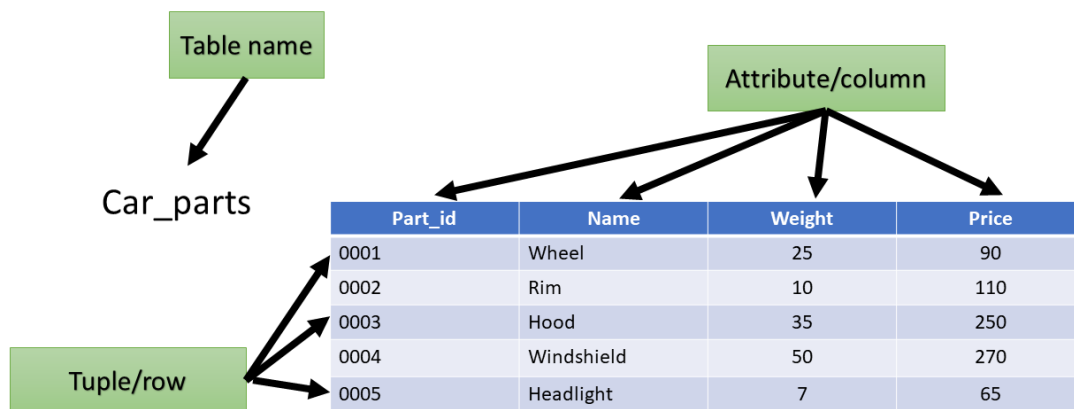 Table name
Attribute/column
Car_parts
Part_id Name Weight Price
0001 Wheel 25 90
0002 Rim 10 110
0003 Hood 35 250
0004 Windshield 50 270
0005 Headlight 7 65
Tuple/row